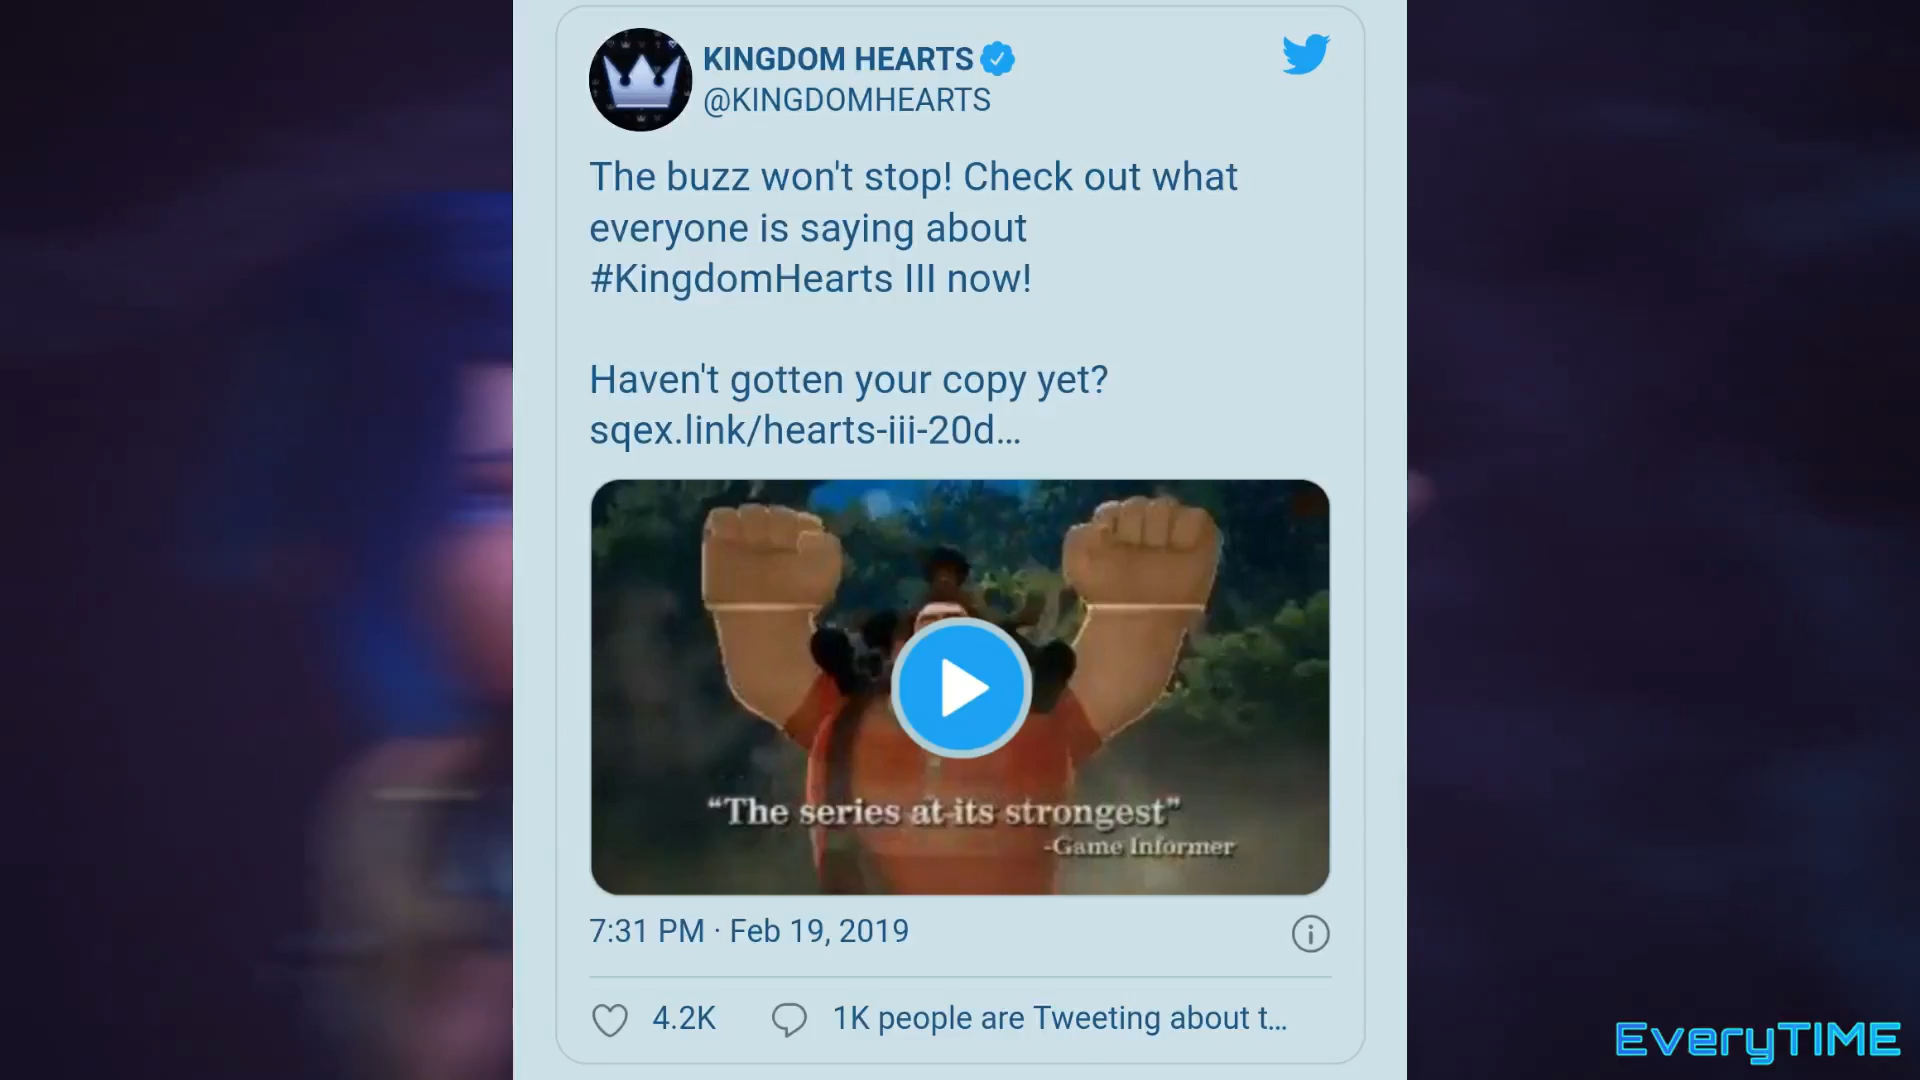 KINGDOM HEARTS
@KINGDOMHEARTS
The buzz won't stop! Check out what
everyone is saying about
#KingdomHearts III now!
Haven't gotten your copy yet?
sqex.link/hearts-iii-20d…
“The series at its strongest”
-Game Informer
7:31 PM · Feb 19, 2019
4.2K
1K people are Tweeting about t...
EveryTIME